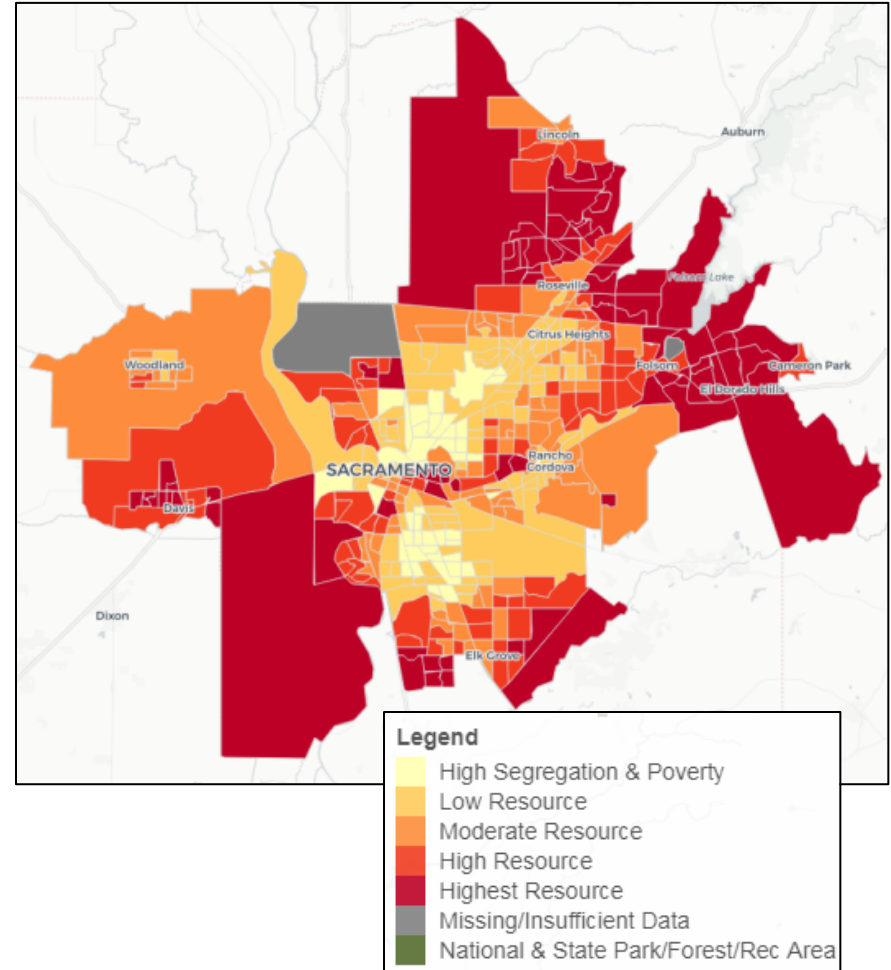 Lincoln
Auburn
Folsom Lake
Roseville
Citrus Heights
Woodland
Folsom
Cameron Park
El Dorado Hills
Rancho
Cordova
SACRAMENTO
Davis
Dixon
Elk Grove
Legend
High Segregation & Poverty
Low Resource
Moderate Resource
High Resource
Highest Resource
Missing/Insufficient Data
National & State Park/Forest/Rec Area